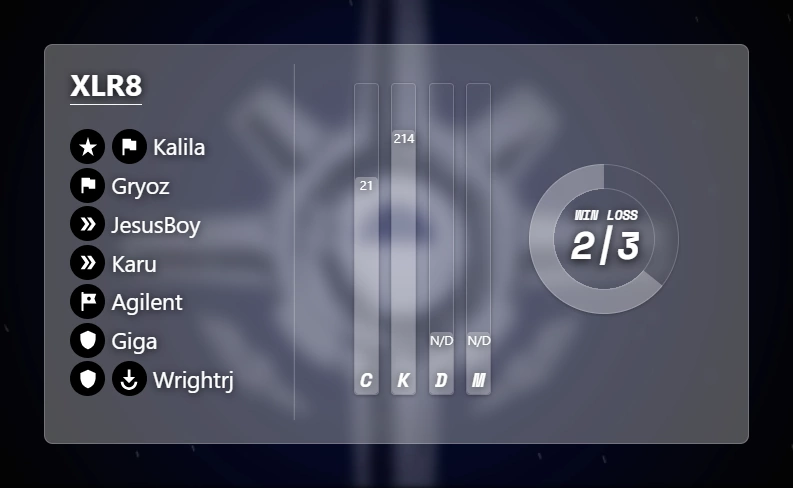 XLR8
Kalila
Gryoz
JesusBoy
Karu
Agilent
Giga
Wrightrj
21
214
N/D
N/D
C
K
D
M
WIN LOSS
2/3